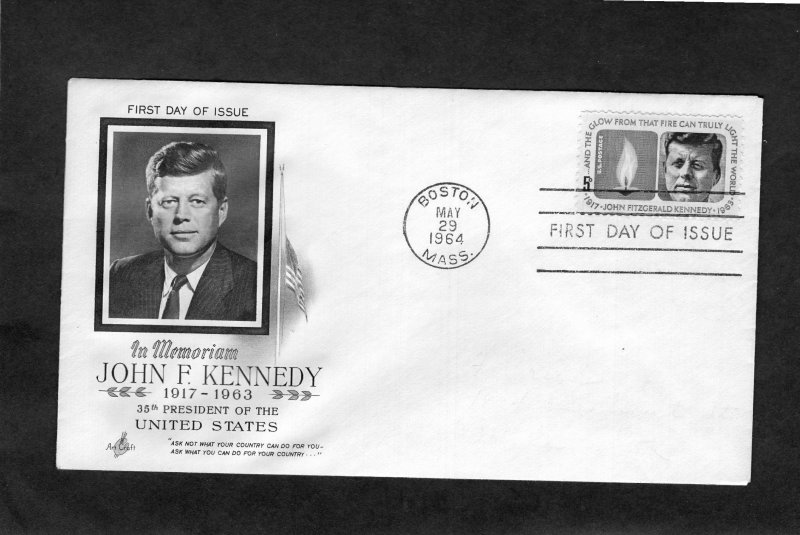 FIRST DAY OF ISSUE
In Memoriam
JOHN F. KENNEDY
1917-1963
35th PRESIDENT OF THE
UNITED STATES
"ASK NOT WHAT YOUR COUNTRY CAN DO FOR YOU-
ASK WHAT YOU CAN DO FOR YOUR COUNTRY . . ."
Art Craft
BOSTON
MAY
29
1964
MASS.
AND THE GLOW FROM THAT FIRE CAN TRULY LIGHT THE WORLD
U.S. POSTAGE
5¢
1917-JOHN FITZGERALD KENNEDY-1963
FIRST DAY OF ISSUE